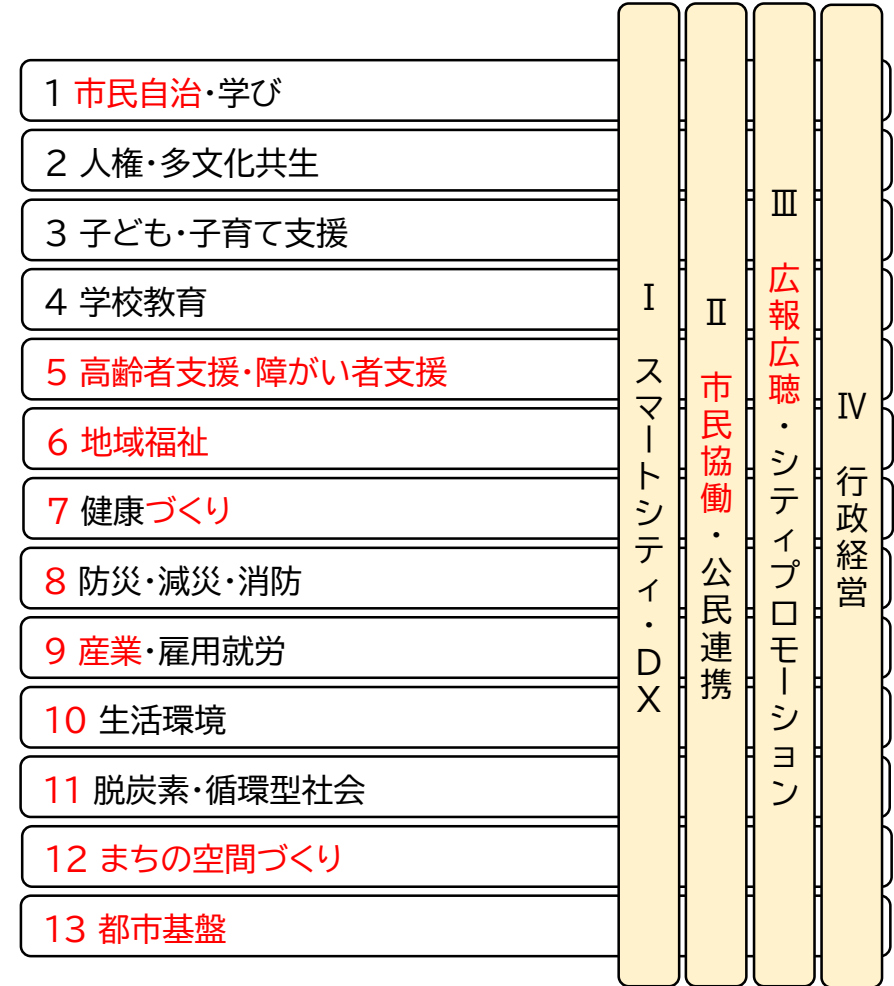 1 市民自治・学び
2 人権・多文化共生
3 子ども・子育て支援
4 学校教育
5 高齢者支援・障がい者支援
6 地域福祉
7 健康づくり
8 防災・減災・消防
9 産業・雇用就労
10 生活環境
11 脱炭素・循環型社会
12 まちの空間づくり
13 都市基盤
Ⅰ スマートシティ・DX
Ⅱ 市民協働・公民連携
Ⅲ 広報広聴・シティプロモーション
Ⅳ 行政経営